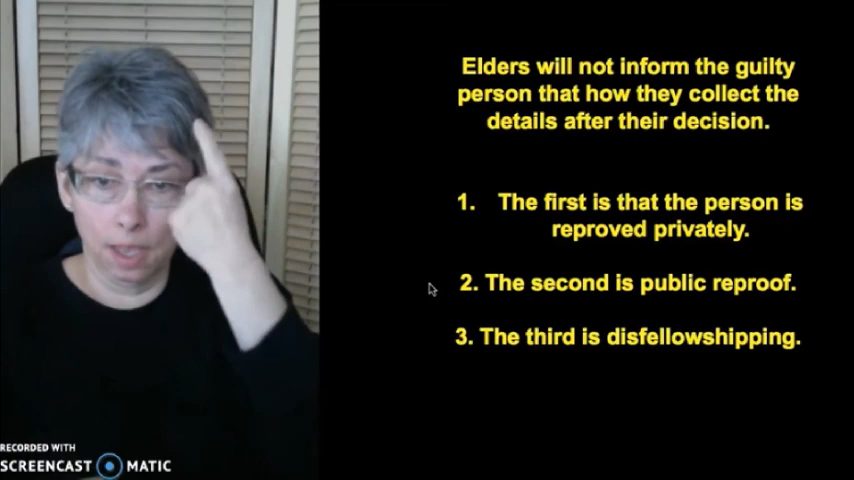 Elders will not inform the guilty
person that how they collect the
details after their decision.
1. The first is that the person is
reproved privately.
2. The second is public reproof.
3. The third is disfellowshipping.
RECORDED WITH
SCREENCAST MATIC